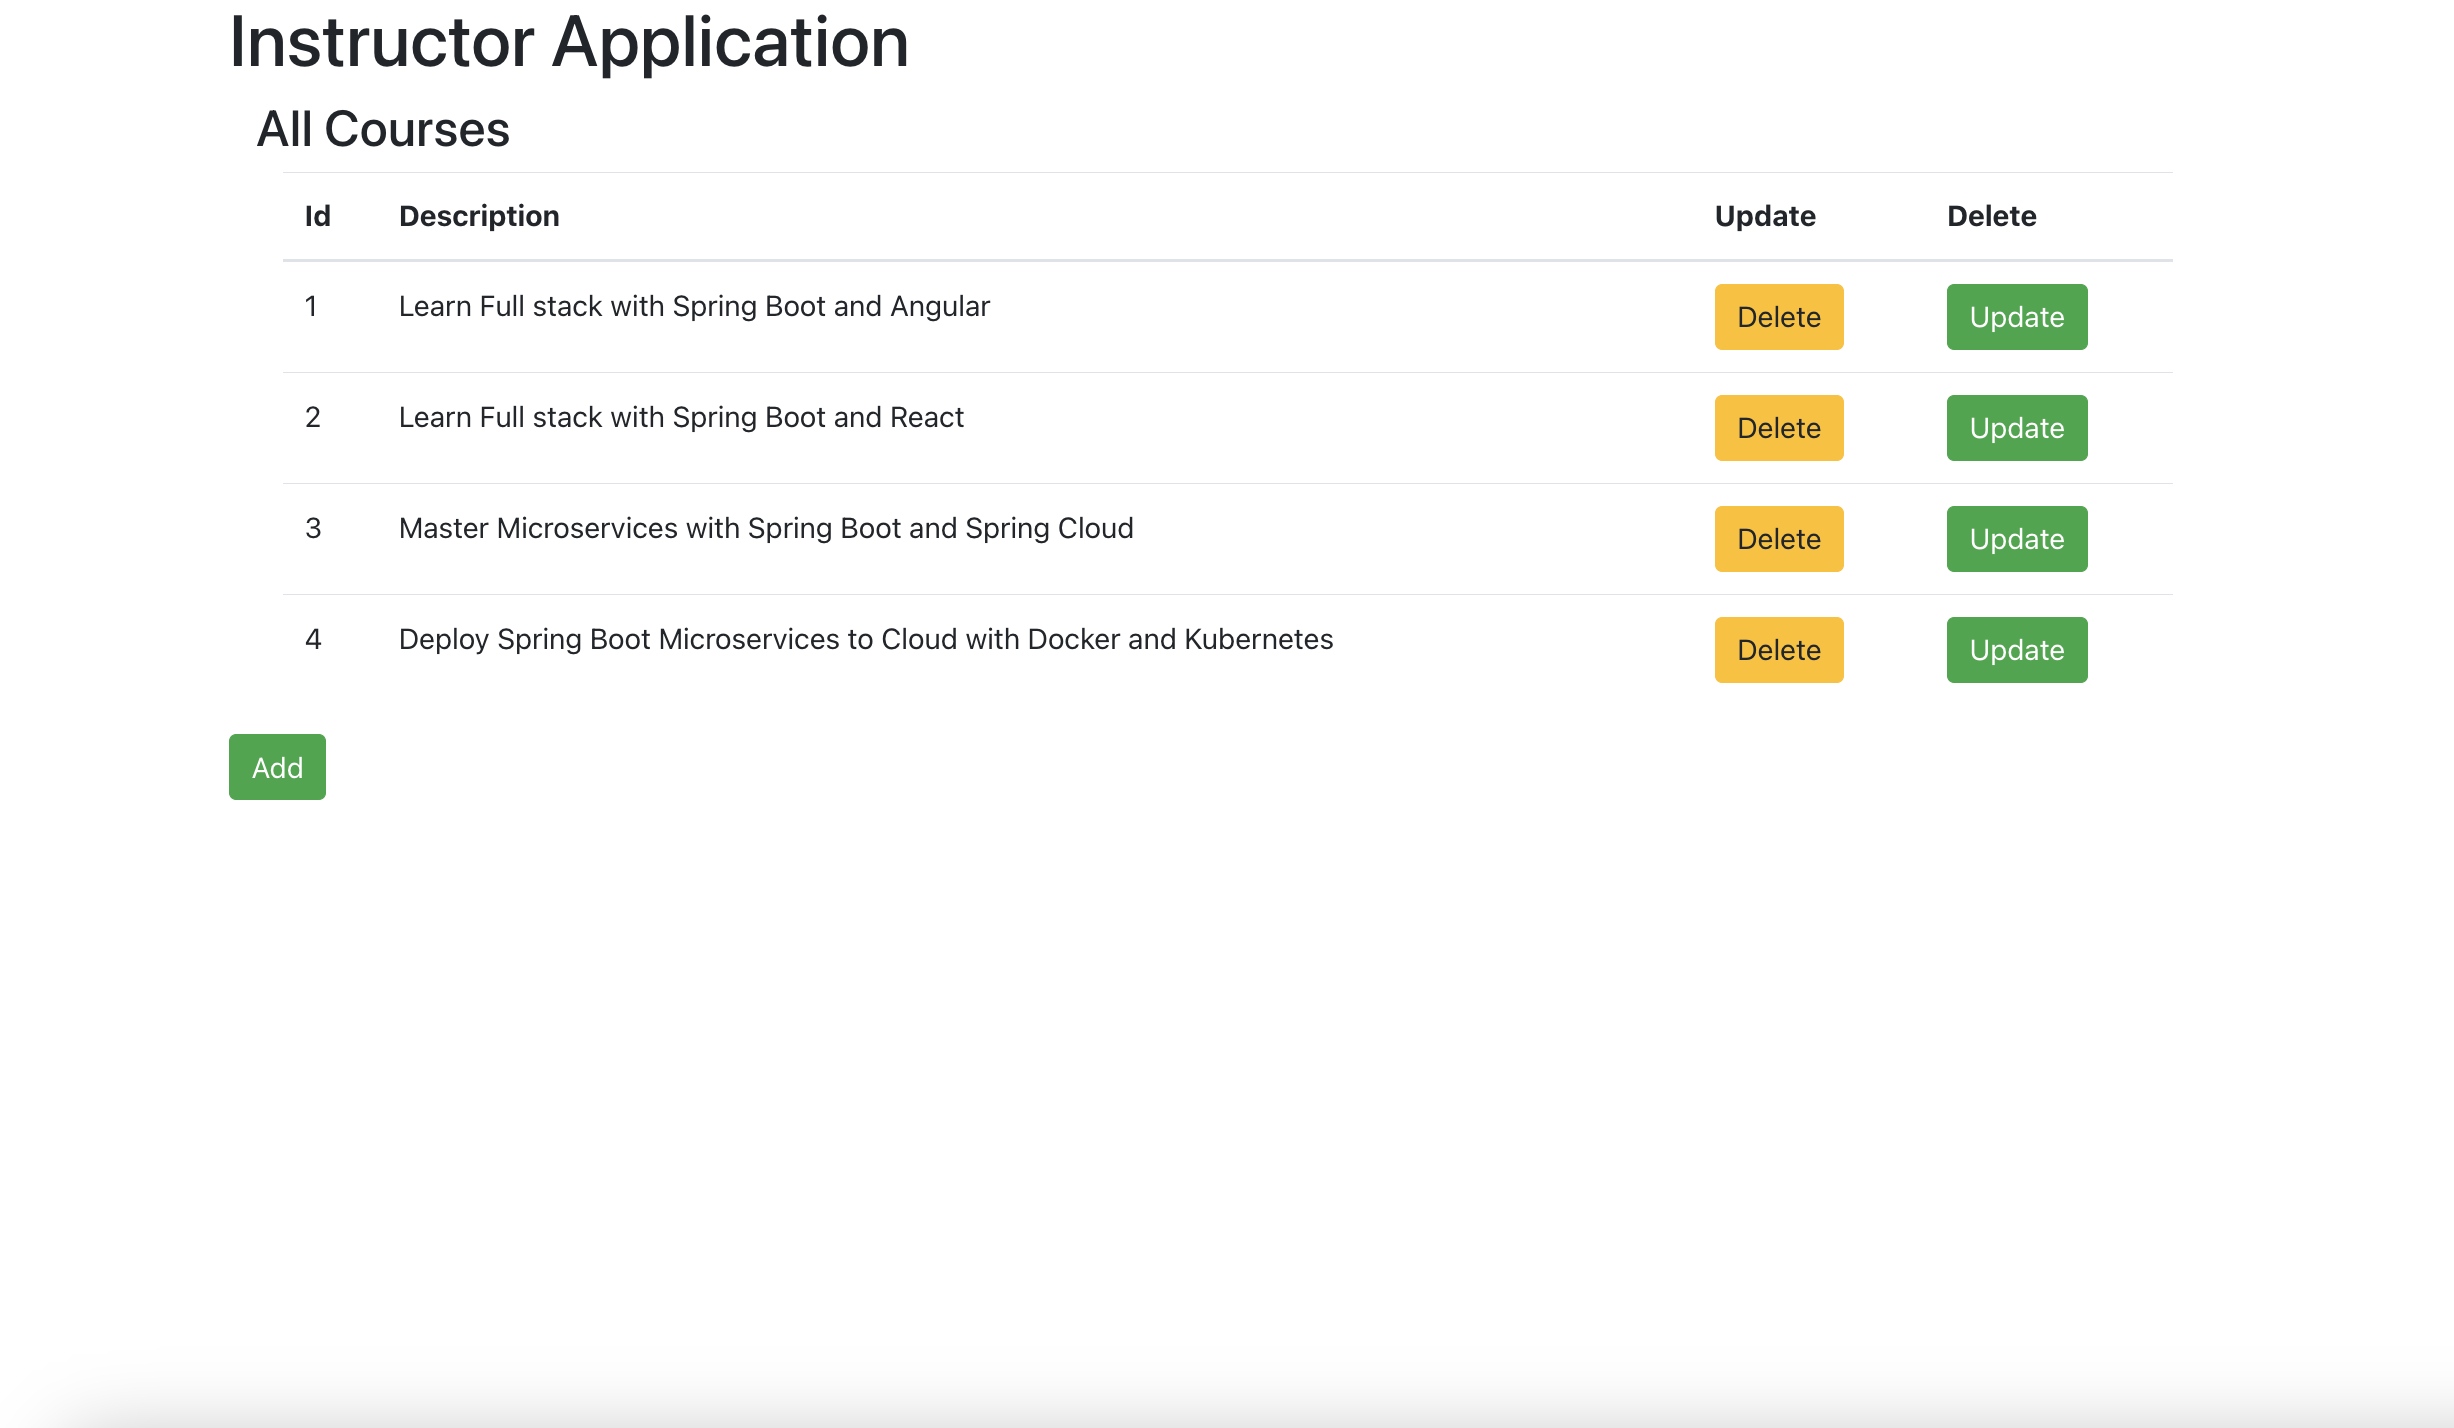 Instructor Application
All Courses
Id Description Update Delete
1 Learn Full stack with Spring Boot and Angular Delete Update
2 Learn Full stack with Spring Boot and React Delete Update
3 Master Microservices with Spring Boot and Spring Cloud Delete Update
4 Deploy Spring Boot Microservices to Cloud with Docker and Kubernetes Delete Update
Add